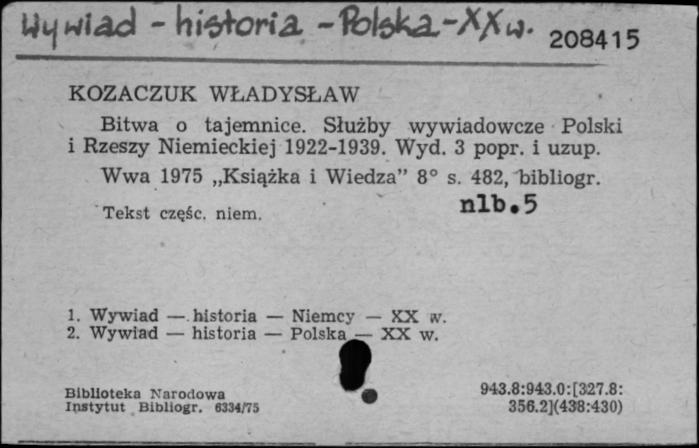 Wywiad - historia - Polska - XX w.
208415
KOZACZUK WŁADYSŁAW
Bitwa o tajemnice. Służby wywiadowcze Polski
i Rzeszy Niemieckiej 1922-1939. Wyd. 3 popr. i uzup.
Wwa 1975 „Książka i Wiedza” 8° s. 482, bibliogr.
nlb.5
Tekst częśc. niem.
1. Wywiad — historia — Niemcy — XX w.
2. Wywiad — historia — Polska — XX w.
Biblioteka Narodowa
Instytut Bibliogr. 6334/75
943.8:943.0:[327.8:
356.2](438:430)